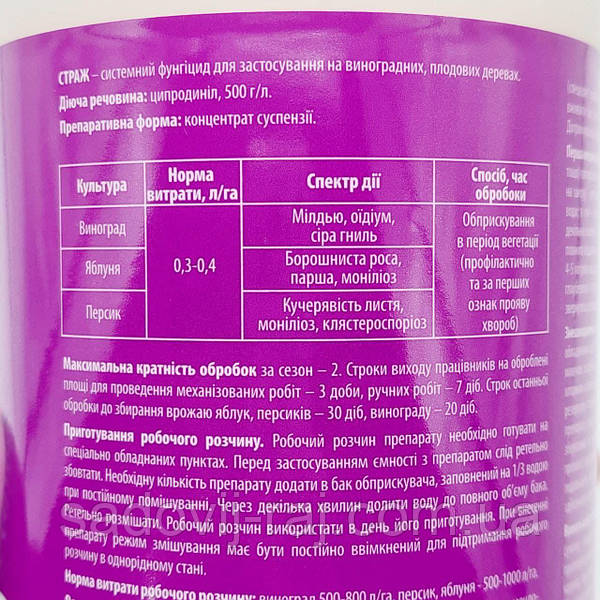 СТРАЖ – системний фунгіцид для застосування на виноградних, плодових деревах.
Діюча речовина: ципродиніл, 500 г/л.
Препаративна форма: концентрат суспензії.
Культура
Норма витрати, л/га
Спектр дії
Спосіб, час обробоки
Виноград
0,3-0,4
Мілдью, оїдіум,
сіра гниль
Обприскування
в період вегетації
(профілактично
та за перших
ознак прояву
хвороб)
Яблуня
Борошниста роса,
парша, моніліоз
Персик
Кучерявість листя,
моніліоз, клястероспоріоз
Максимальна кратність обробок за сезон – 2. Строки виходу працівників на оброблені
площі для проведення механізованих робіт – 3 доби, ручних робіт – 7 діб. Строк останньої
обробки до збирання врожаю яблук, персиків – 30 діб, винограду – 20 діб.
Приготування робочого розчину. Робочий розчин препарату необхідно готувати на
спеціально обладнаних пунктах. Перед застосуванням ємності з препаратом слід ретельно
збовтати. Необхідну кількість препарату додати в бак обприскувача, заповнений на 1/3 водою
при постійному помішуванні. Через декілька хвилин долити воду до повного об'єму бака.
Ретельно розмішати. Робочий розчин використати в день його приготування. При внесенні
препарату режим змішування має бути постійно ввімкнений для підтримання робочого
розчину в однорідному стані.
Норма витрати робочого розчину: виноград 500-800 л/га, персик, яблуня - 500-1000 л/га.
sadovij-raj.com.ua